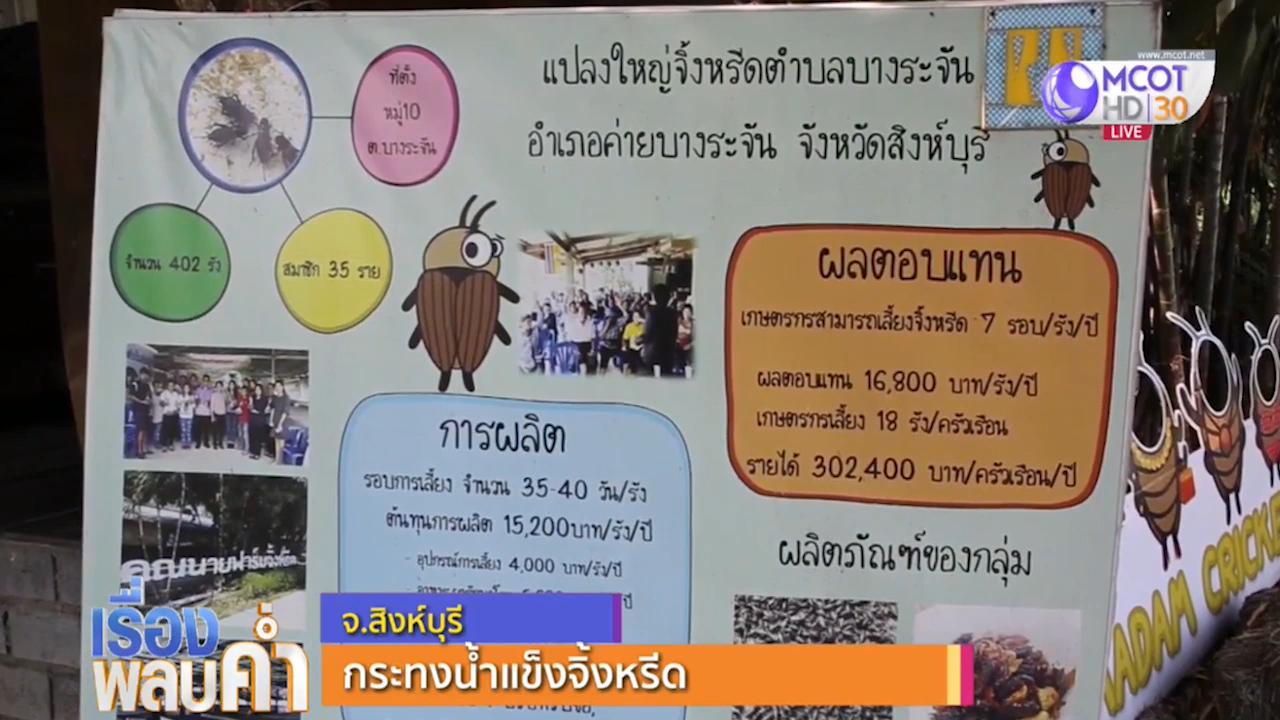 แปลงใหญ่จิ้งหรีดตำบลบางระจัน
อำเภอค่ายบางระจัน จังหวัดสิงห์บุรี
www.mcot.net
MCOT
HD 30
LIVE
ที่ตั้ง
หมู่10
ต.บางระจัน
จำนวน 402 รัง
สมาชิก 35 ราย
ผลตอบแทน
เกษตรกรสามารถเลี้ยงจิ้งหรีด 7 รอบ/รัง/ปี
ผลตอบแทน 16,800 บาท/รัง/ปี
เกษตรกรเลี้ยง 18 รัง/ครัวเรือน
รายได้ 302,400 บาท/ครัวเรือน/ปี
การผลิต
รอบการเลี้ยง จำนวน 35-40 วัน/รัง
ต้นทุนการผลิต 15,200บาท/รัง/ปี
- อุปกรณ์การเลี้ยง 4,000 บาท/รัง/ปี
คุณนายฟาร์มจิ้งหรีด
ผลิตภัณฑ์ของกลุ่ม
ADAM CRICKE
เรื่อง
พลบค่ำ
จ.สิงห์บุรี
กระทงน้ำแข็งจิ้งหรีด